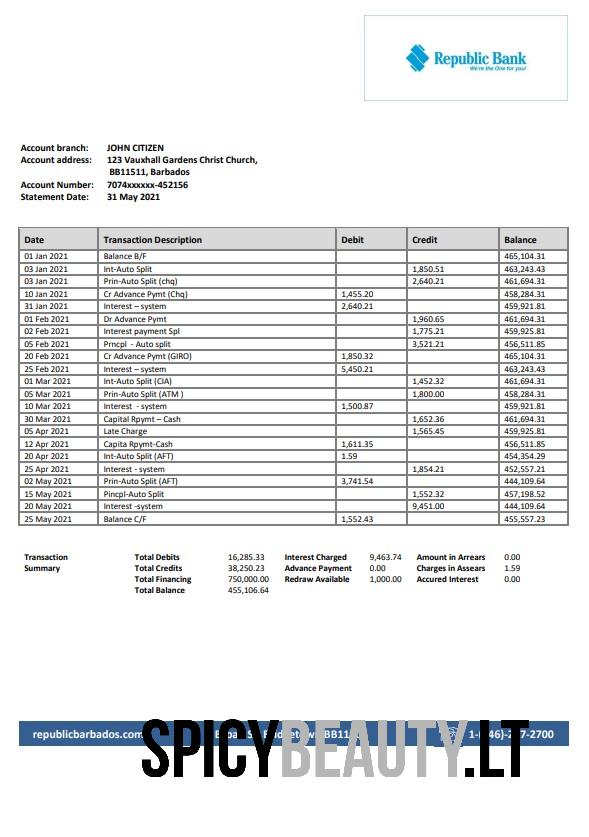 Republic Bank
We're the One for you!
Account branch: JOHN CITIZEN
Account address: 123 Vauxhall Gardens Christ Church,
BB11511, Barbados
Account Number: 7074xxxxxx-452156
Statement Date: 31 May 2021
Date Transaction Description Debit Credit Balance
01 Jan 2021 Balance B/F 465,104.31
03 Jan 2021 Int-Auto Split 1,850.51 463,243.43
03 Jan 2021 Prin-Auto Split (chq) 2,640.21 461,694.31
10 Jan 2021 Cr Advance Pymt (Chq) 1,455.20 458,284.31
31 Jan 2021 Interest – system 2,640.21 459,921.81
01 Feb 2021 Dr Advance Pymt 1,960.65 461,694.31
02 Feb 2021 Interest payment Spl 1,775.21 459,925.81
05 Feb 2021 Prncpl - Auto split 3,521.21 456,511.85
20 Feb 2021 Cr Advance Pymt (GIRO) 1,850.32 465,104.31
25 Feb 2021 Interest – system 5,450.21 463,243.43
01 Mar 2021 Int-Auto Split (CIA) 1,452.32 461,694.31
05 Mar 2021 Prin-Auto Split (ATM ) 1,800.00 458,284.31
10 Mar 2021 Interest - system 1,500.87 459,921.81
30 Mar 2021 Capital Rpymt – Cash 1,652.36 461,694.31
05 Apr 2021 Late Charge 1,565.45 459,925.81
12 Apr 2021 Capita Rpymt-Cash 1,611.35 456,511.85
20 Apr 2021 Int-Auto Split (AFT) 1.59 454,354.29
25 Apr 2021 Interest - system 1,854.21 452,557.21
02 May 2021 Prin-Auto Split (AFT) 3,741.54 444,109.64
15 May 2021 Pincpl-Auto Split 1,552.32 457,198.52
20 May 2021 Interest -system 9,451.00 444,109.64
25 May 2021 Balance C/F 1,552.43 455,557.23
Transaction Total Debits 16,285.33 Interest Charged 9,463.74 Amount in Arrears 0.00
Summary Total Credits 38,250.23 Advance Payment 0.00 Charges in Assears 1.59
Total Financing 750,000.00 Redraw Available 1,000.00 Accured Interest 0.00
Total Balance 455,106.64
republicbarbados.com
SPICYBEAUTY.LT